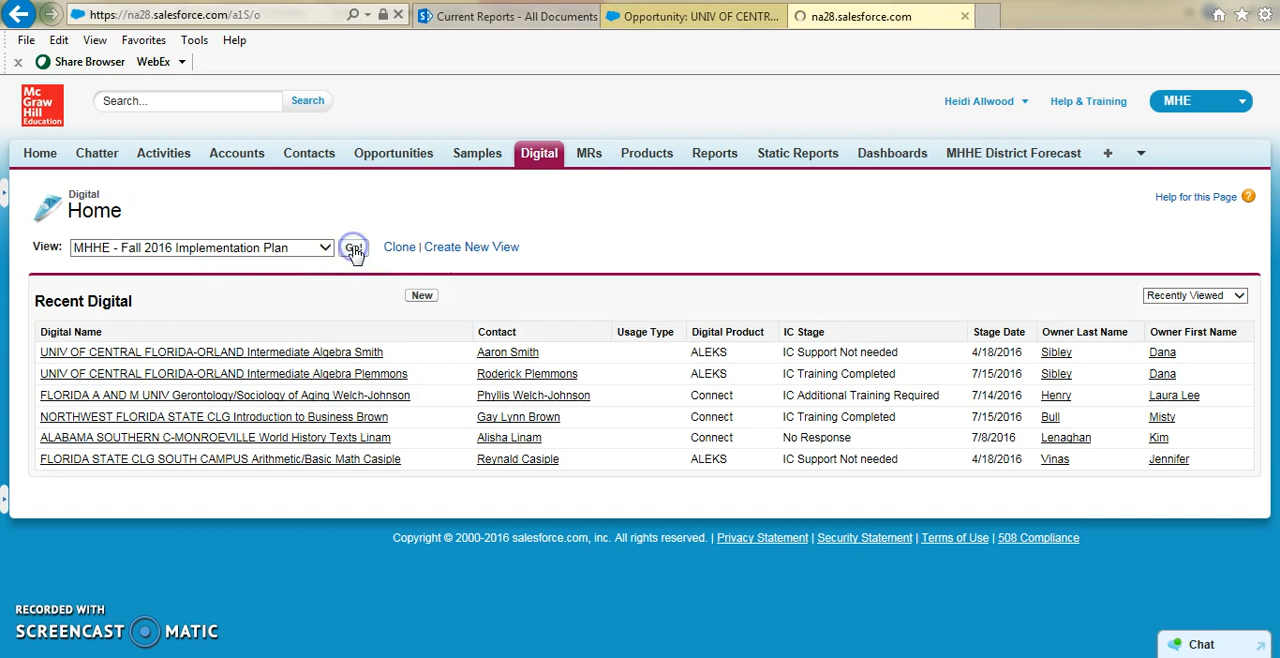 https://na28.salesforce.com/a1S/o
Current Reports - All Documents
Opportunity: UNIV OF CENTR...
na28.salesforce.com
File Edit View Favorites Tools Help
x Share Browser WebEx
Mc Graw Hill Education
Search... Search
Heidi Allwood Help & Training MHE
Home Chatter Activities Accounts Contacts Opportunities Samples Digital MRs Products Reports Static Reports Dashboards MHHE District Forecast +
Digital
Home
Help for this Page ?
View: MHHE - Fall 2016 Implementation Plan Go! Clone | Create New View
Recent Digital New Recently Viewed
Digital Name Contact Usage Type Digital Product IC Stage Stage Date Owner Last Name Owner First Name
UNIV OF CENTRAL FLORIDA-ORLAND Intermediate Algebra Smith Aaron Smith ALEKS IC Support Not needed 4/18/2016 Sibley Dana
UNIV OF CENTRAL FLORIDA-ORLAND Intermediate Algebra Plemmons Roderick Plemmons ALEKS IC Training Completed 7/15/2016 Sibley Dana
FLORIDA A AND M UNIV Gerontology/Sociology of Aging Welch-Johnson Phyllis Welch-Johnson Connect IC Additional Training Required 7/14/2016 Henry Laura Lee
NORTHWEST FLORIDA STATE CLG Introduction to Business Brown Gay Lynn Brown Connect IC Training Completed 7/15/2016 Bull Misty
ALABAMA SOUTHERN C-MONROEVILLE World History Texts Linam Alisha Linam Connect No Response 7/8/2016 Lenaghan Kim
FLORIDA STATE CLG SOUTH CAMPUS Arithmetic/Basic Math Casiple Reynald Casiple ALEKS IC Support Not needed 4/18/2016 Vinas Jennifer
Copyright © 2000-2016 salesforce.com, inc. All rights reserved. | Privacy Statement | Security Statement | Terms of Use | 508 Compliance
RECORDED WITH
SCREENCAST MATIC
Chat